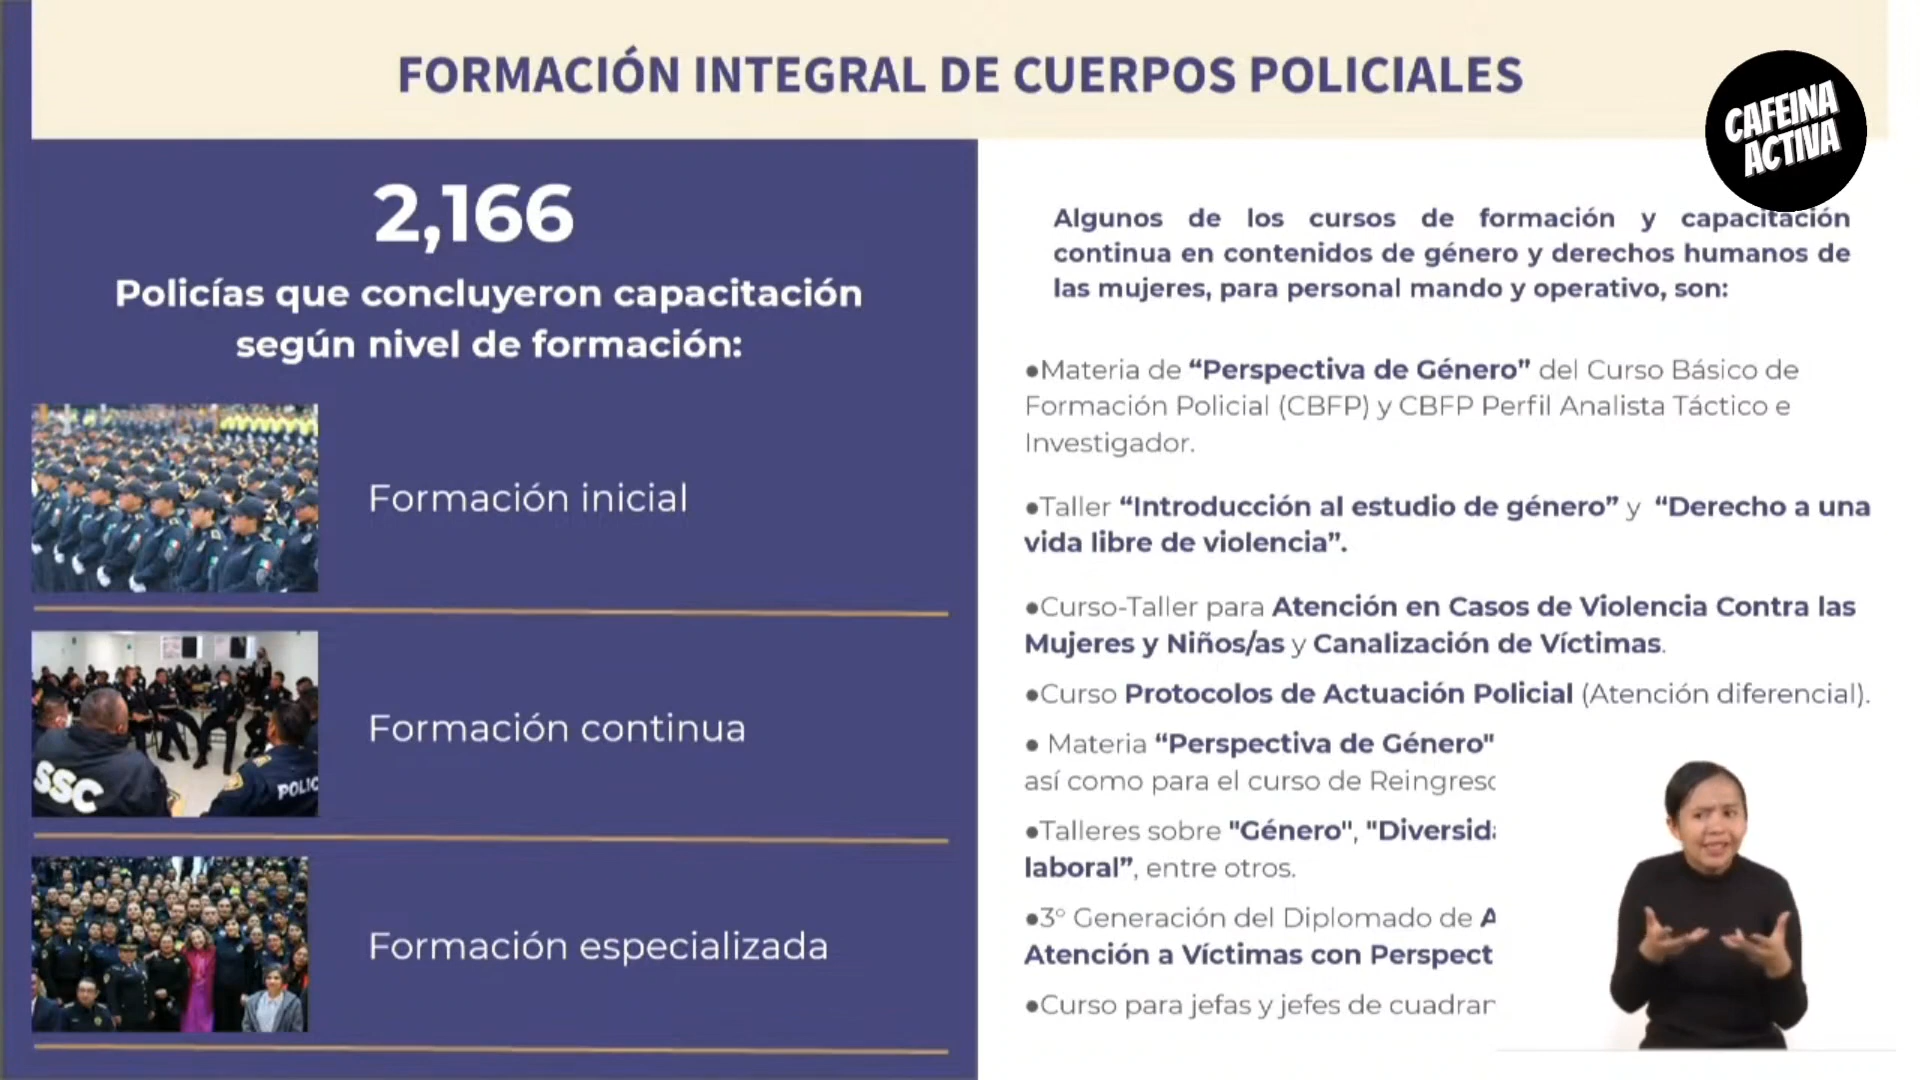 FORMACIÓN INTEGRAL DE CUERPOS POLICIALES
CAFEINA
ACTIVA
2,166
Policías que concluyeron capacitación
según nivel de formación:
Formación inicial
SSC
POLIC
Formación continua
Formación especializada
Algunos de los cursos de formación y capacitación
continua en contenidos de género y derechos humanos de
las mujeres, para personal mando y operativo, son:
●Materia de “Perspectiva de Género” del Curso Básico de
Formación Policial (CBFP) y CBFP Perfil Analista Táctico e
Investigador.
●Taller “Introducción al estudio de género” y “Derecho a una
vida libre de violencia”.
●Curso-Taller para Atención en Casos de Violencia Contra las
Mujeres y Niños/as y Canalización de Víctimas.
●Curso Protocolos de Actuación Policial (Atención diferencial).
● Materia “Perspectiva de Género"
así como para el curso de
●Talleres sobre "Género",
laboral”, entre otros.
●3° Generación del Diplomado de
Atención a Víctimas con
●Curso para jefas y jefes de